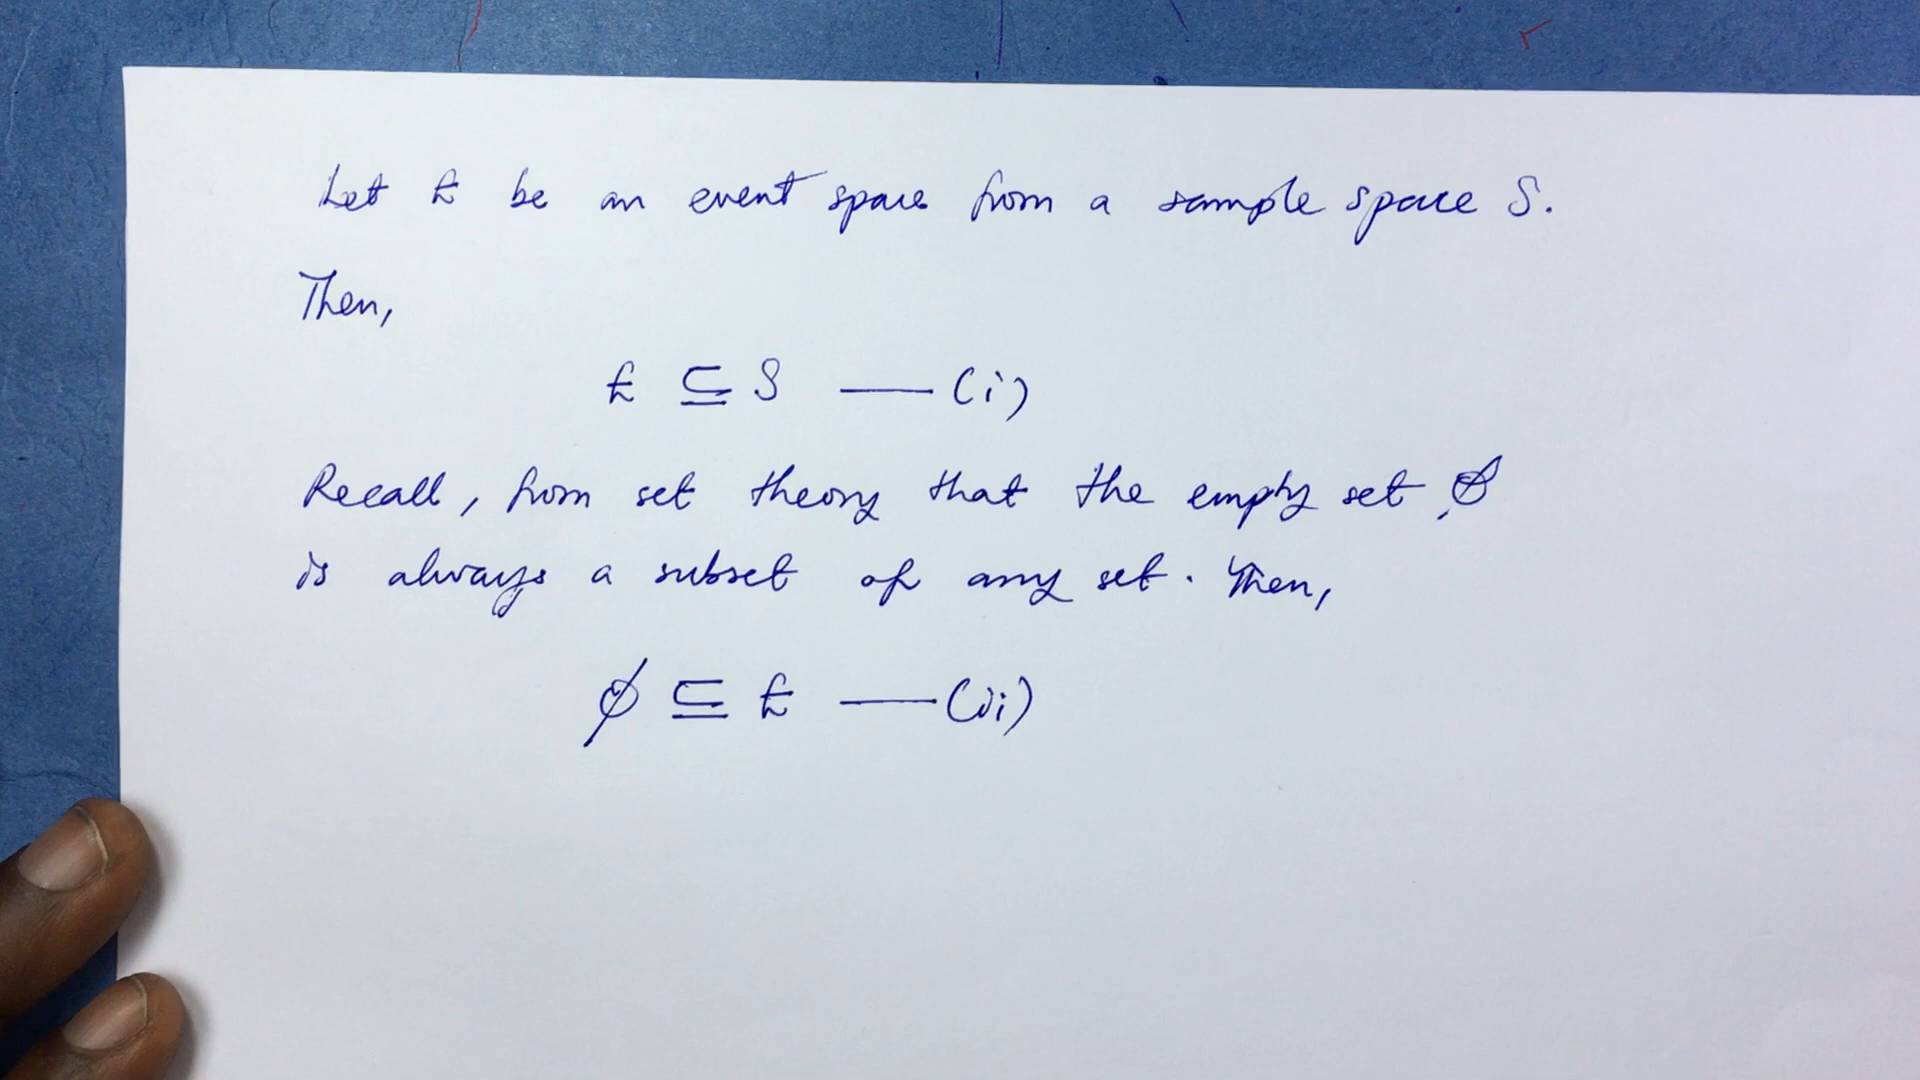 Let E be an event space from a sample space S.
Then,
E ⊆ S —(i)
Recall, from set theory that the empty set, ∅
is always a subset of any set. Then,
∅ ⊆ E —(ii)